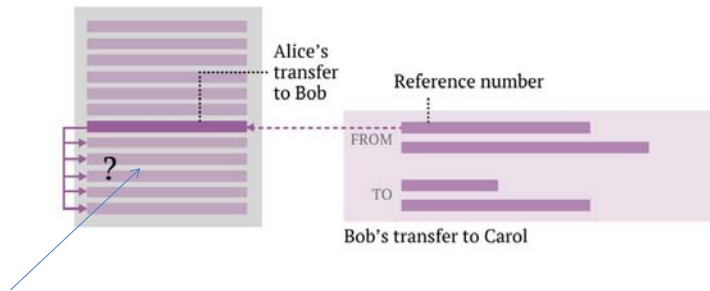 Alice's
transfer
to Bob
Reference number
FROM
?
TO
Bob's transfer to Carol